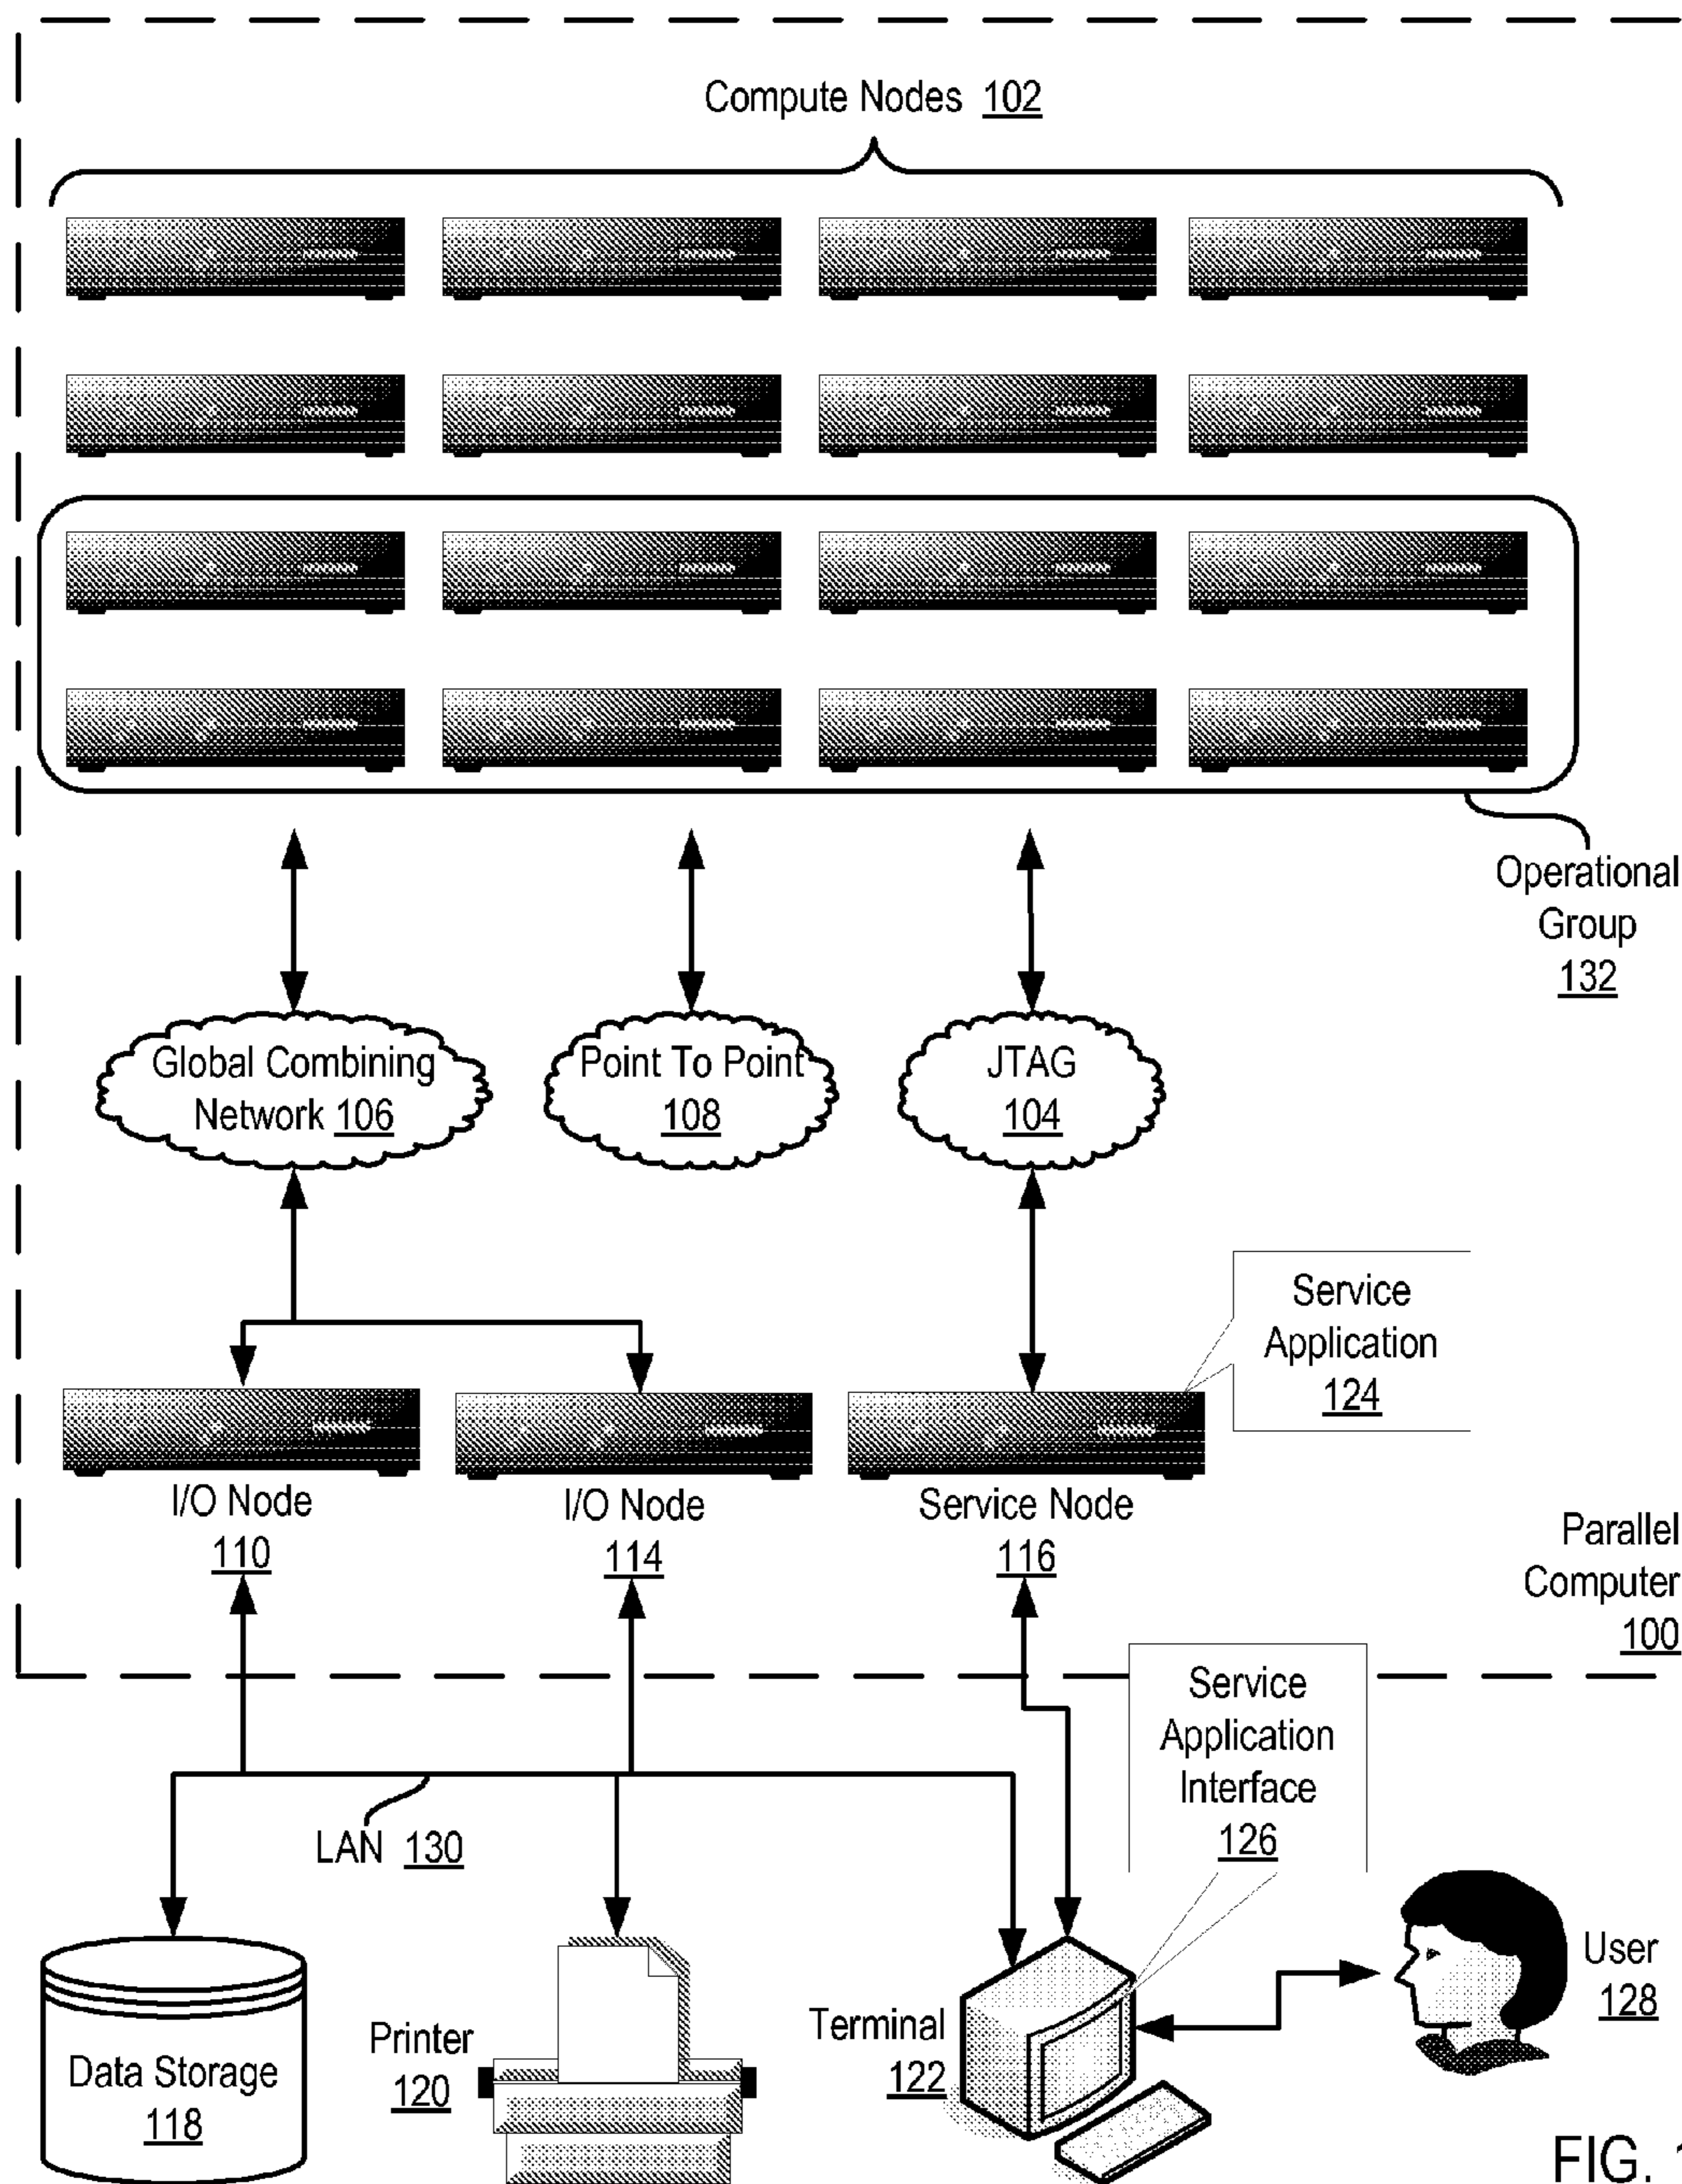 Compute Nodes 102
Operational
Group
132
Global Combining
Network 106
Point To Point
108
JTAG
104
Service
Application
124
I/O Node
110
I/O Node
114
Service Node
116
Parallel
Computer
100
Service
Application
Interface
126
LAN 130
Data Storage
118
Printer
120
Terminal
122
User
128
FIG.